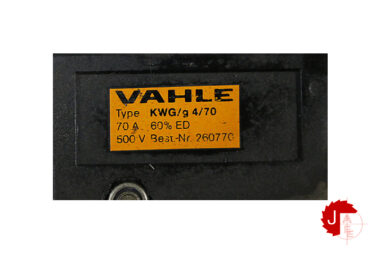 VAHLE
Type KWG/g 4/70
70 A 60% ED
500 V Best.-Nr. 260770